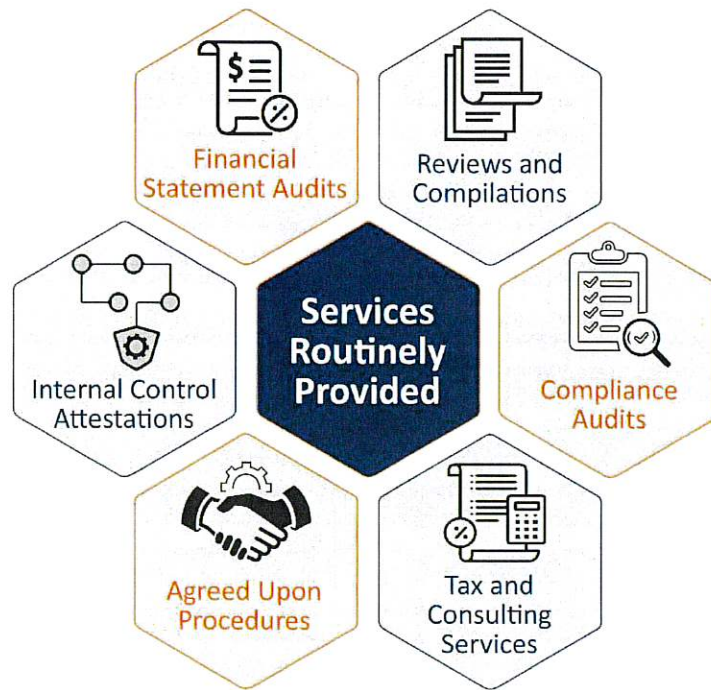 Financial
Statement Audits
Reviews and
Compilations
Internal Control
Attestations
Services
Routinely
Provided
Compliance
Audits
Agreed Upon
Procedures
Tax and
Consulting
Services